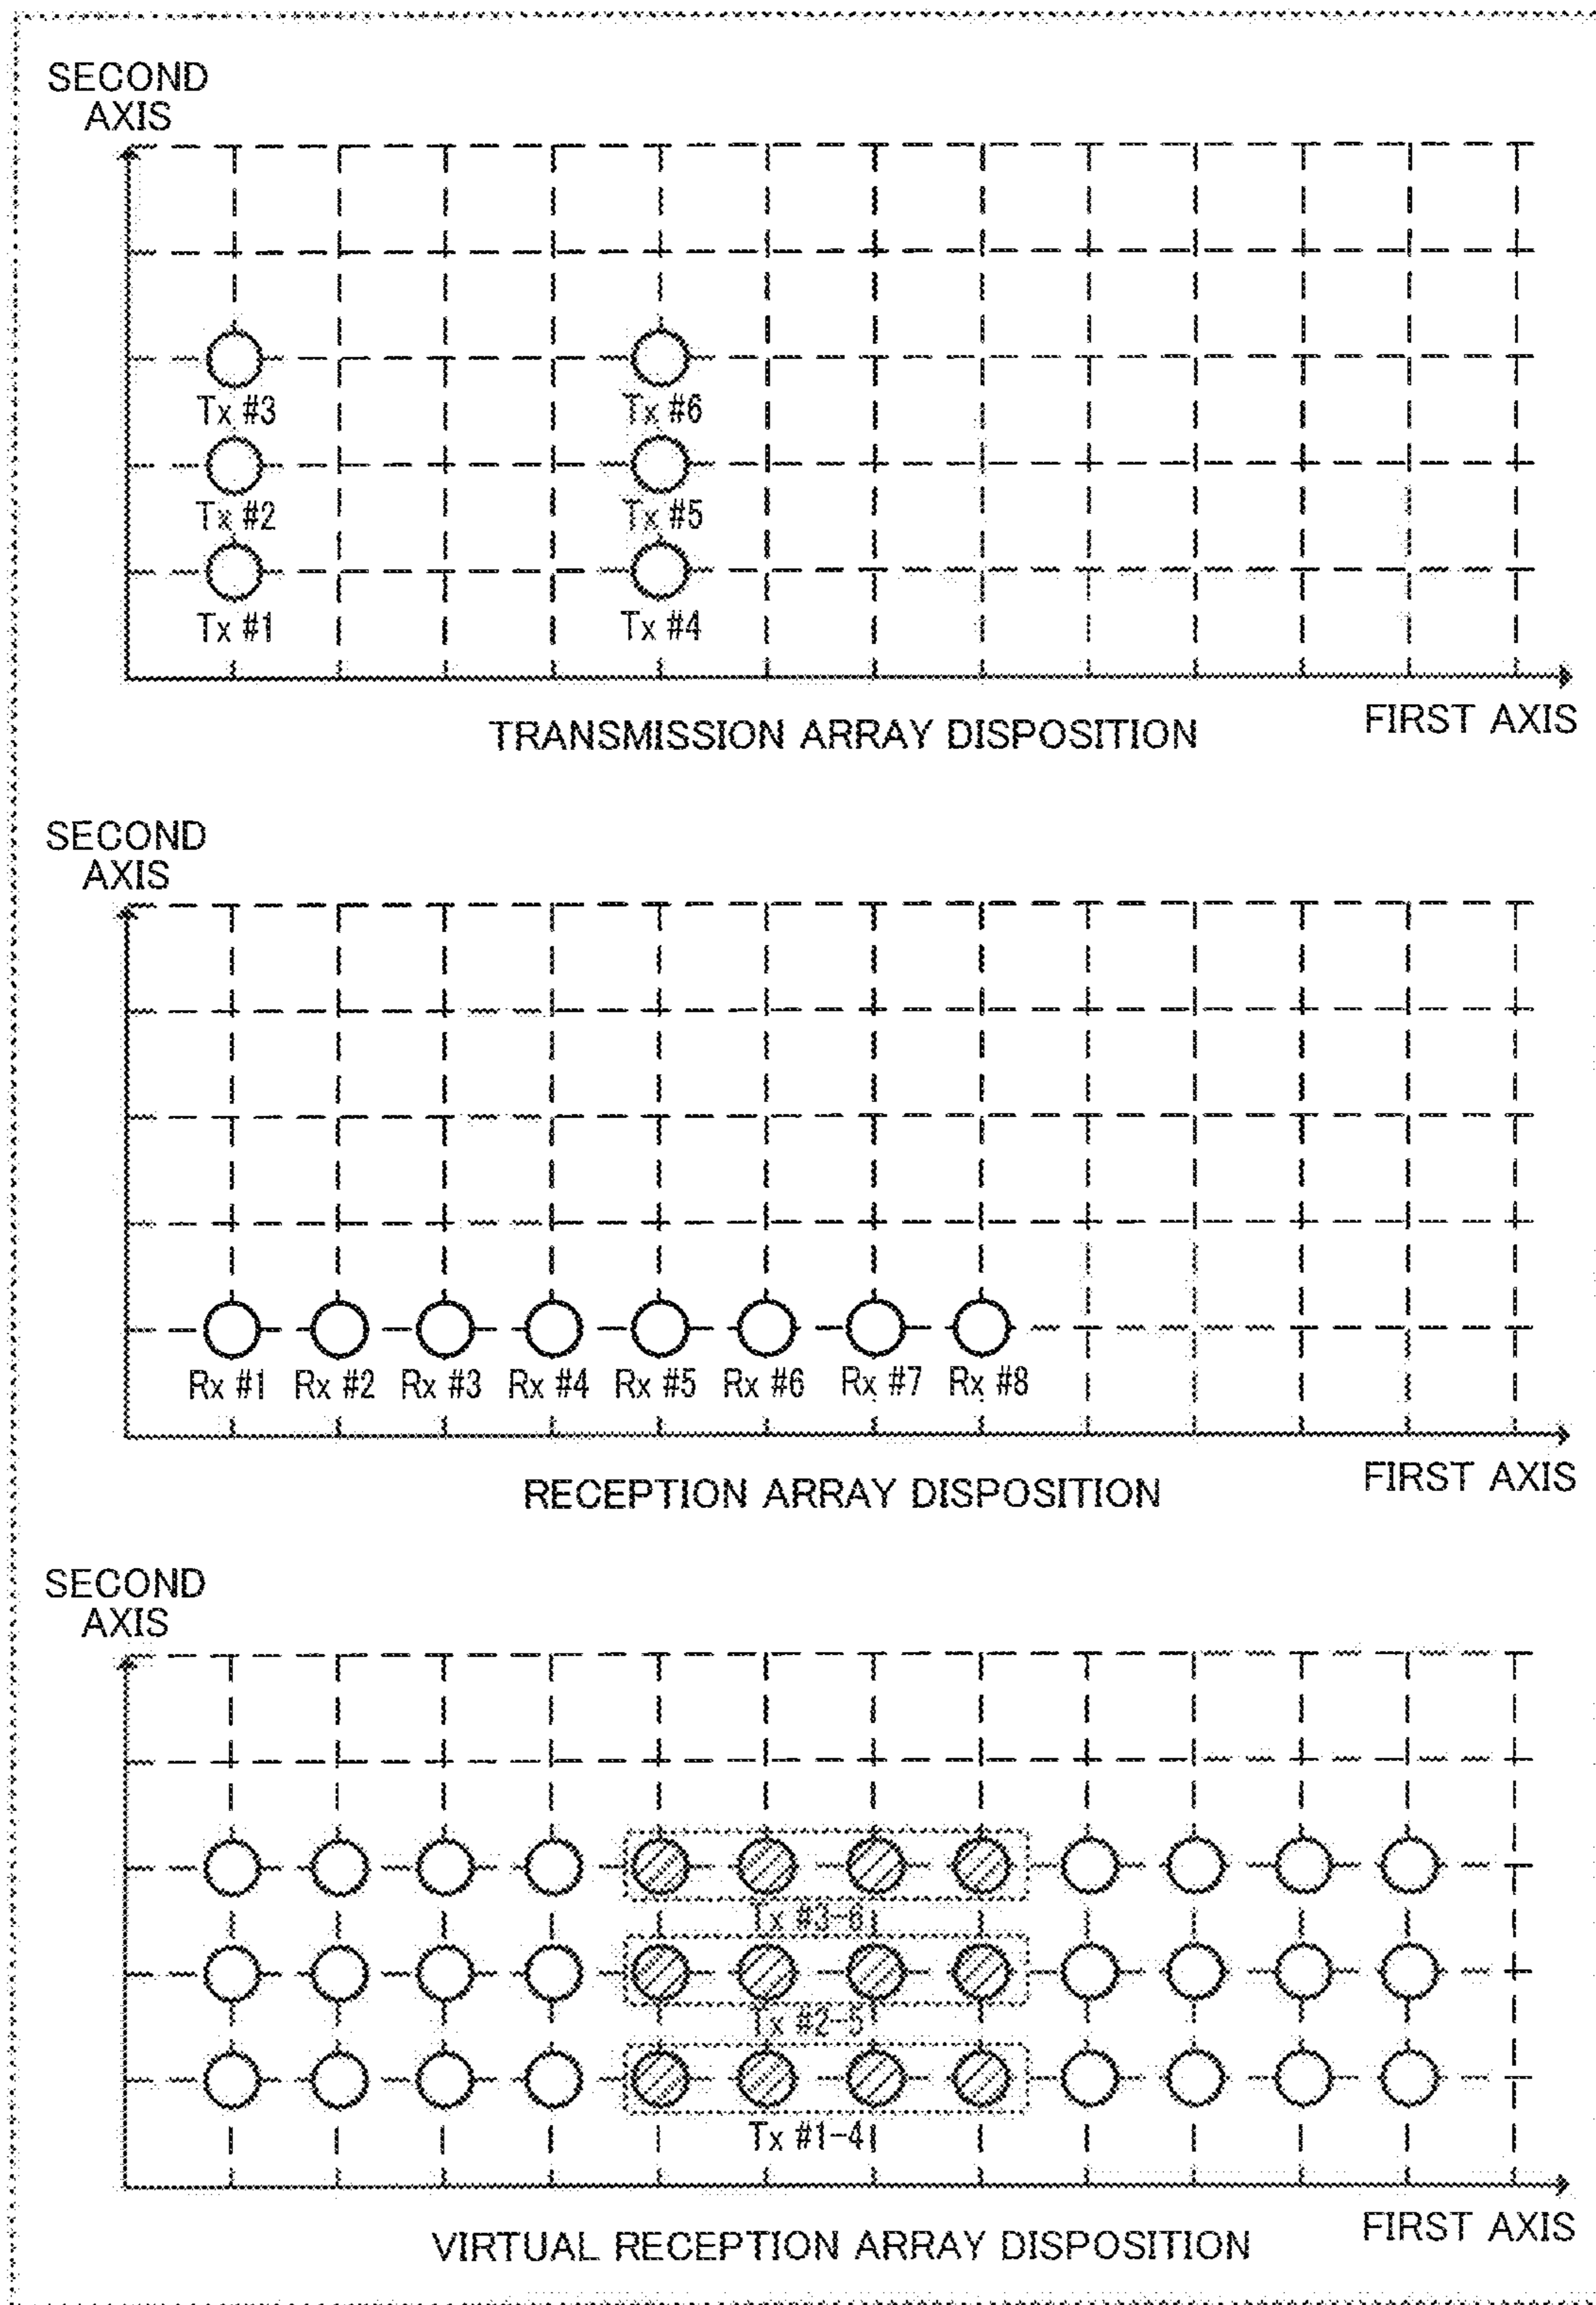 SECOND
AXIS
Tx #3 Tx #6
Tx #2 Tx #5
Tx #1 Tx #4
FIRST AXIS
TRANSMISSION ARRAY DISPOSITION
SECOND
AXIS
Rx #1 Rx #2 Rx #3 Rx #4 Rx #5 Rx #6 Rx #7 Rx #8
FIRST AXIS
RECEPTION ARRAY DISPOSITION
SECOND
AXIS
Tx #3-6
Tx #2-5
Tx #1-4
FIRST AXIS
VIRTUAL RECEPTION ARRAY DISPOSITION